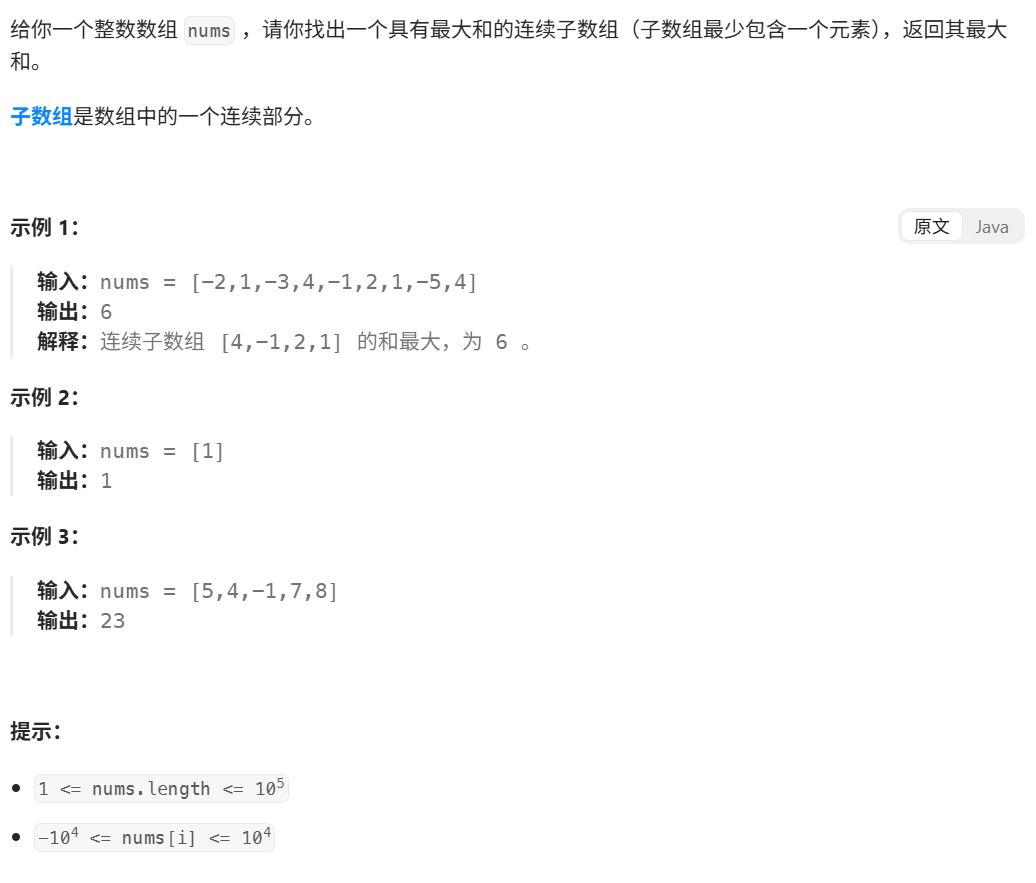 给你一个整数数组 nums ，请你找出一个具有最大和的连续子数组（子数组最少包含一个元素），返回其最大
和。
子数组是数组中的一个连续部分。
示例 1：
原文 Java
输入：nums = [-2,1,-3,4,-1,2,1,-5,4]
输出：6
解释：连续子数组 [4,-1,2,1] 的和最大，为 6 。
示例 2：
输入：nums = [1]
输出：1
示例 3：
输入：nums = [5,4,-1,7,8]
输出：23
提示：
• 1 <= nums.length <= 10⁵
• -10⁴ <= nums[i] <= 10⁴